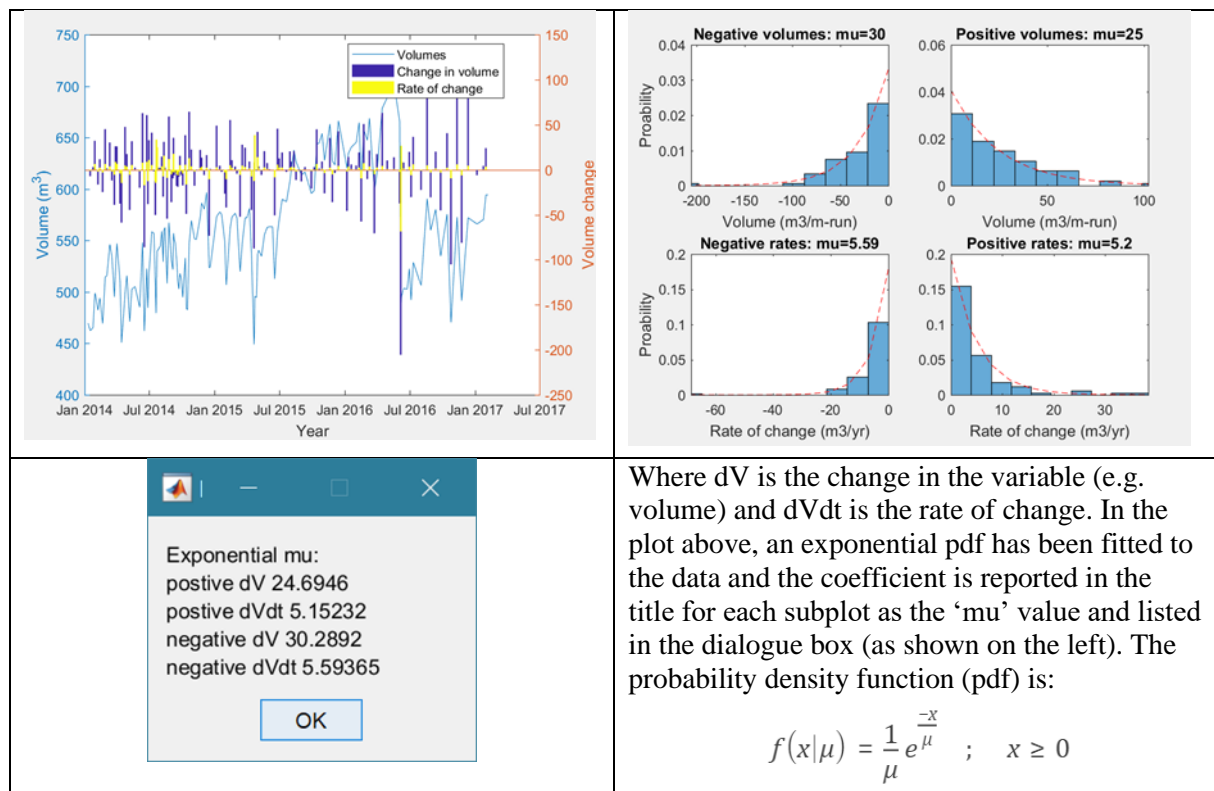 750
700
650
600
550
500
450
400
Volume (m³)
150
100
50
0
-50
-100
-150
-200
-250
Volume change
Volumes
Change in volume
Rate of change
Jan 2014
Jul 2014
Jan 2015
Jul 2015
Jan 2016
Jul 2016
Jan 2017
Jul 2017
Year
Negative volumes: mu=30
0.04
0.03
0.02
0.01
0
Proability
-200
-150
-100
-50
0
Volume (m3/m-run)
Positive volumes: mu=25
0.06
0.04
0.02
0
0
50
100
Volume (m3/m-run)
Negative rates: mu=5.59
0.2
0.15
0.1
0.05
0
Proability
-60
-40
-20
0
Rate of change (m3/yr)
Positive rates: mu=5.2
0.2
0.15
0.1
0.05
0
0
10
20
30
Rate of change (m3/yr)
Exponential mu:
postive dV 24.6946
postive dVdt 5.15232
negative dV 30.2892
negative dVdt 5.59365
OK
Where dV is the change in the variable (e.g.
volume) and dVdt is the rate of change. In the
plot above, an exponential pdf has been fitted to
the data and the coefficient is reported in the
title for each subplot as the ‘mu’ value and listed
in the dialogue box (as shown on the left). The
probability density function (pdf) is:
f(x|μ) = 1/μ e^(-x/μ) ; x ≥ 0